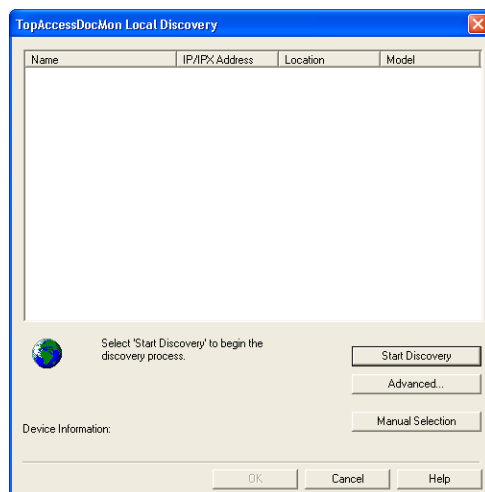 TopAccessDocMon Local Discovery
Name IP/IPX Address Location Model
Select 'Start Discovery' to begin the
discovery process.
Start Discovery
Advanced...
Manual Selection
Device Information:
OK Cancel Help